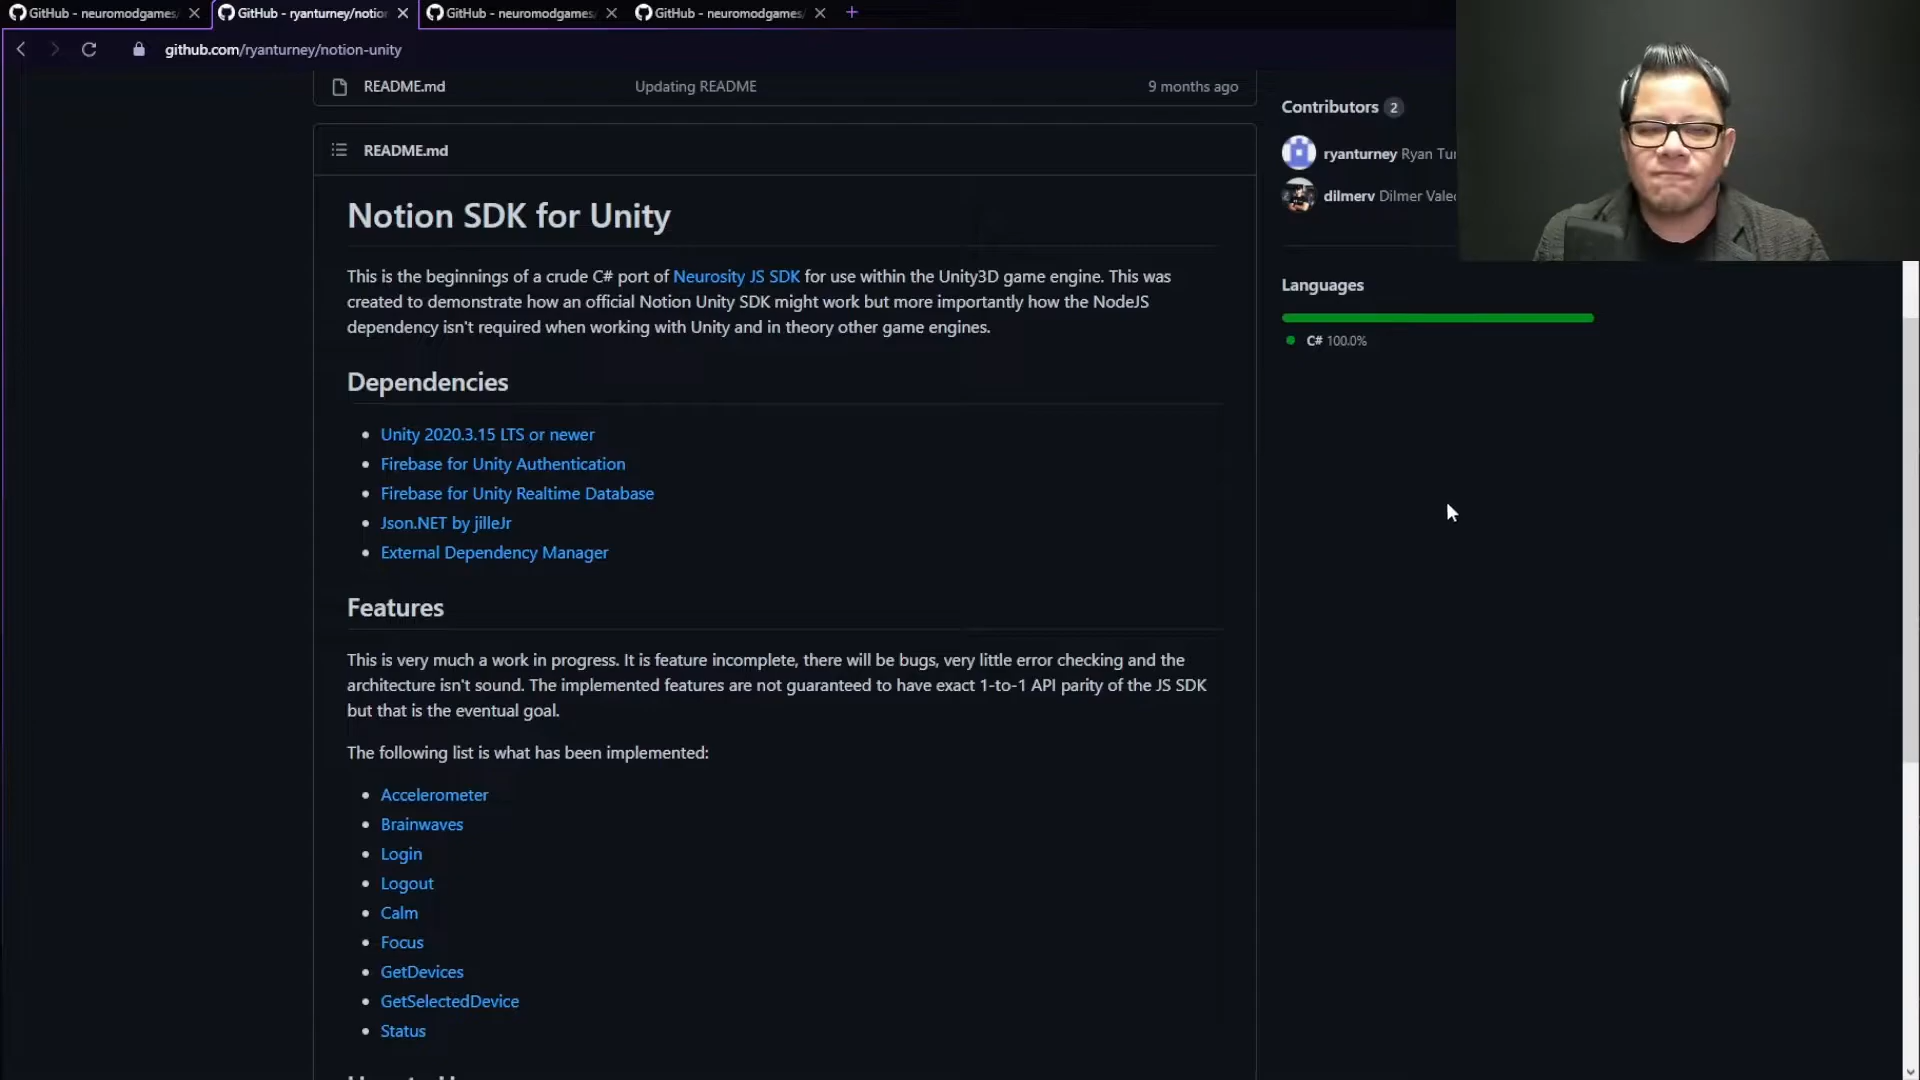 GitHub - neuromodgames/
GitHub - ryanturney/notion
GitHub - neuromodgames/
GitHub - neuromodgames/
github.com/ryanturney/notion-unity
README.md
Updating README
9 months ago
README.md
Notion SDK for Unity
This is the beginnings of a crude C# port of Neurosity JS SDK for use within the Unity3D game engine. This was
created to demonstrate how an official Notion Unity SDK might work but more importantly how the NodeJS
dependency isn't required when working with Unity and in theory other game engines.
Dependencies
Unity 2020.3.15 LTS or newer
Firebase for Unity Authentication
Firebase for Unity Realtime Database
Json.NET by jilleJr
External Dependency Manager
Features
This is very much a work in progress. It is feature incomplete, there will be bugs, very little error checking and the
architecture isn't sound. The implemented features are not guaranteed to have exact 1-to-1 API parity of the JS SDK
but that is the eventual goal.
The following list is what has been implemented:
Accelerometer
Brainwaves
Login
Logout
Calm
Focus
GetDevices
GetSelectedDevice
Status
Contributors 2
ryanturney Ryan Tur
dilmerv Dilmer Valec
Languages
C# 100.0%